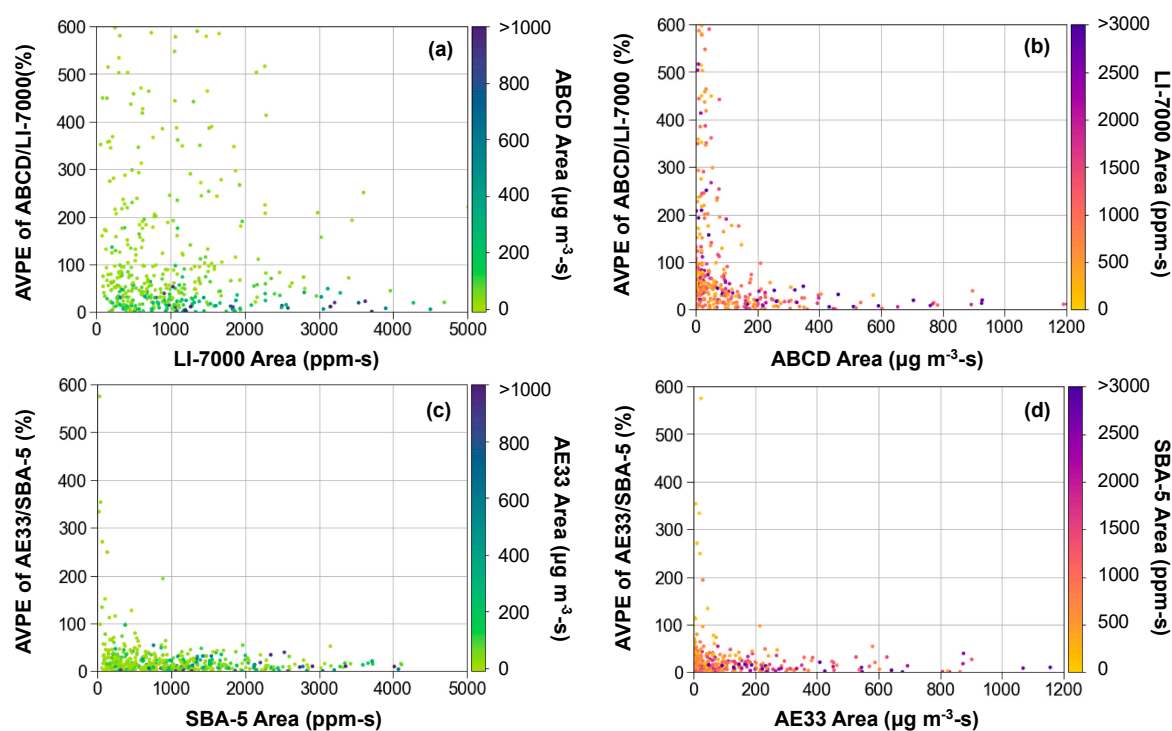 (a)
AVPE of ABCD/LI-7000(%)
600
500
400
300
200
100
0
0 1000 2000 3000 4000 5000
LI-7000 Area (ppm-s)
>1000
800
600
400
200
0
ABCD Area (µg m⁻³-s)
(b)
AVPE of ABCD/LI-7000 (%)
600
500
400
300
200
100
0
0 200 400 600 800 1000 1200
ABCD Area (µg m⁻³-s)
>3000
2500
2000
1500
1000
500
0
LI-7000 Area (ppm-s)
(c)
AVPE of AE33/SBA-5 (%)
600
500
400
300
200
100
0
0 1000 2000 3000 4000 5000
SBA-5 Area (ppm-s)
>1000
800
600
400
200
0
AE33 Area (µg m⁻³-s)
(d)
AVPE of AE33/SBA-5 (%)
600
500
400
300
200
100
0
0 200 400 600 800 1000 1200
AE33 Area (µg m⁻³-s)
>3000
2500
2000
1500
1000
500
0
SBA-5 Area (ppm-s)